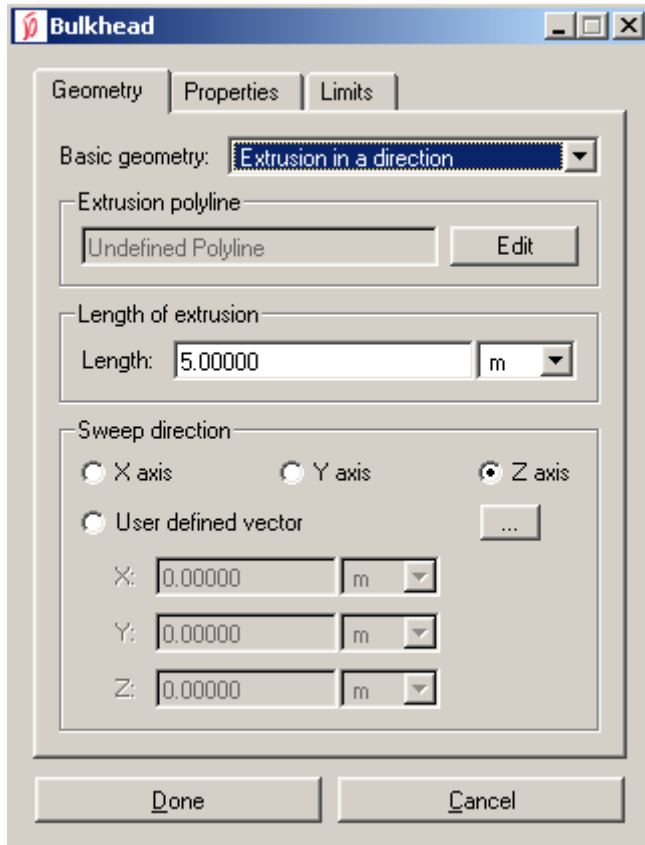 Bulkhead
Geometry Properties Limits
Basic geometry: Extrusion in a direction
Extrusion polyline
Undefined Polyline Edit
Length of extrusion
Length: 5.00000 m
Sweep direction
X axis Y axis Z axis
User defined vector ...
X: 0.00000 m
Y: 0.00000 m
Z: 0.00000 m
Done Cancel